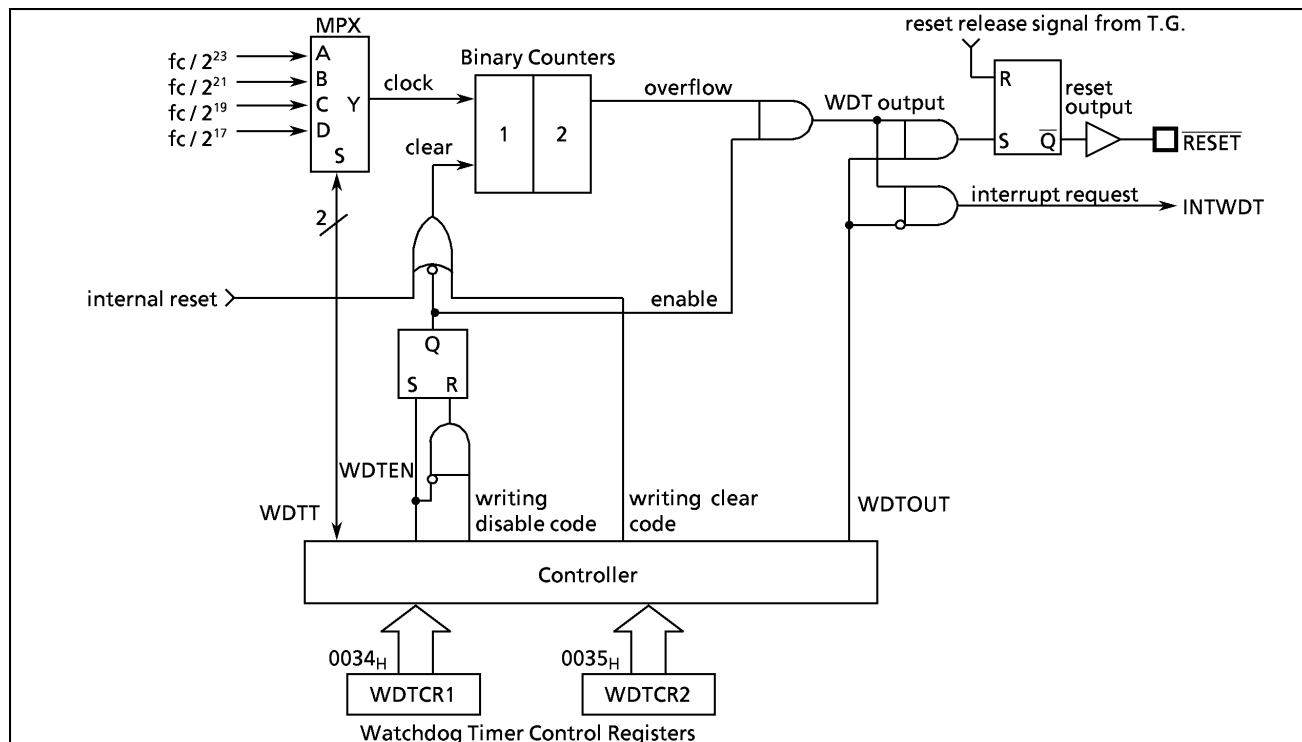 MPX
reset release signal from T.G.
fc / 2²³
fc / 2²¹
fc / 2¹⁹
fc / 2¹⁷
A
B
C
D
Y
S
clock
Binary Counters
1
2
clear
overflow
WDT output
R
S
Q̅
reset
output
R̅E̅S̅E̅T̅
interrupt request
INTWDT
2
internal reset
enable
Q
S
R
WDTEN
WDTT
writing
disable code
writing clear
code
WDTOUT
Controller
0034H
0035H
WDTCR1
WDTCR2
Watchdog Timer Control Registers